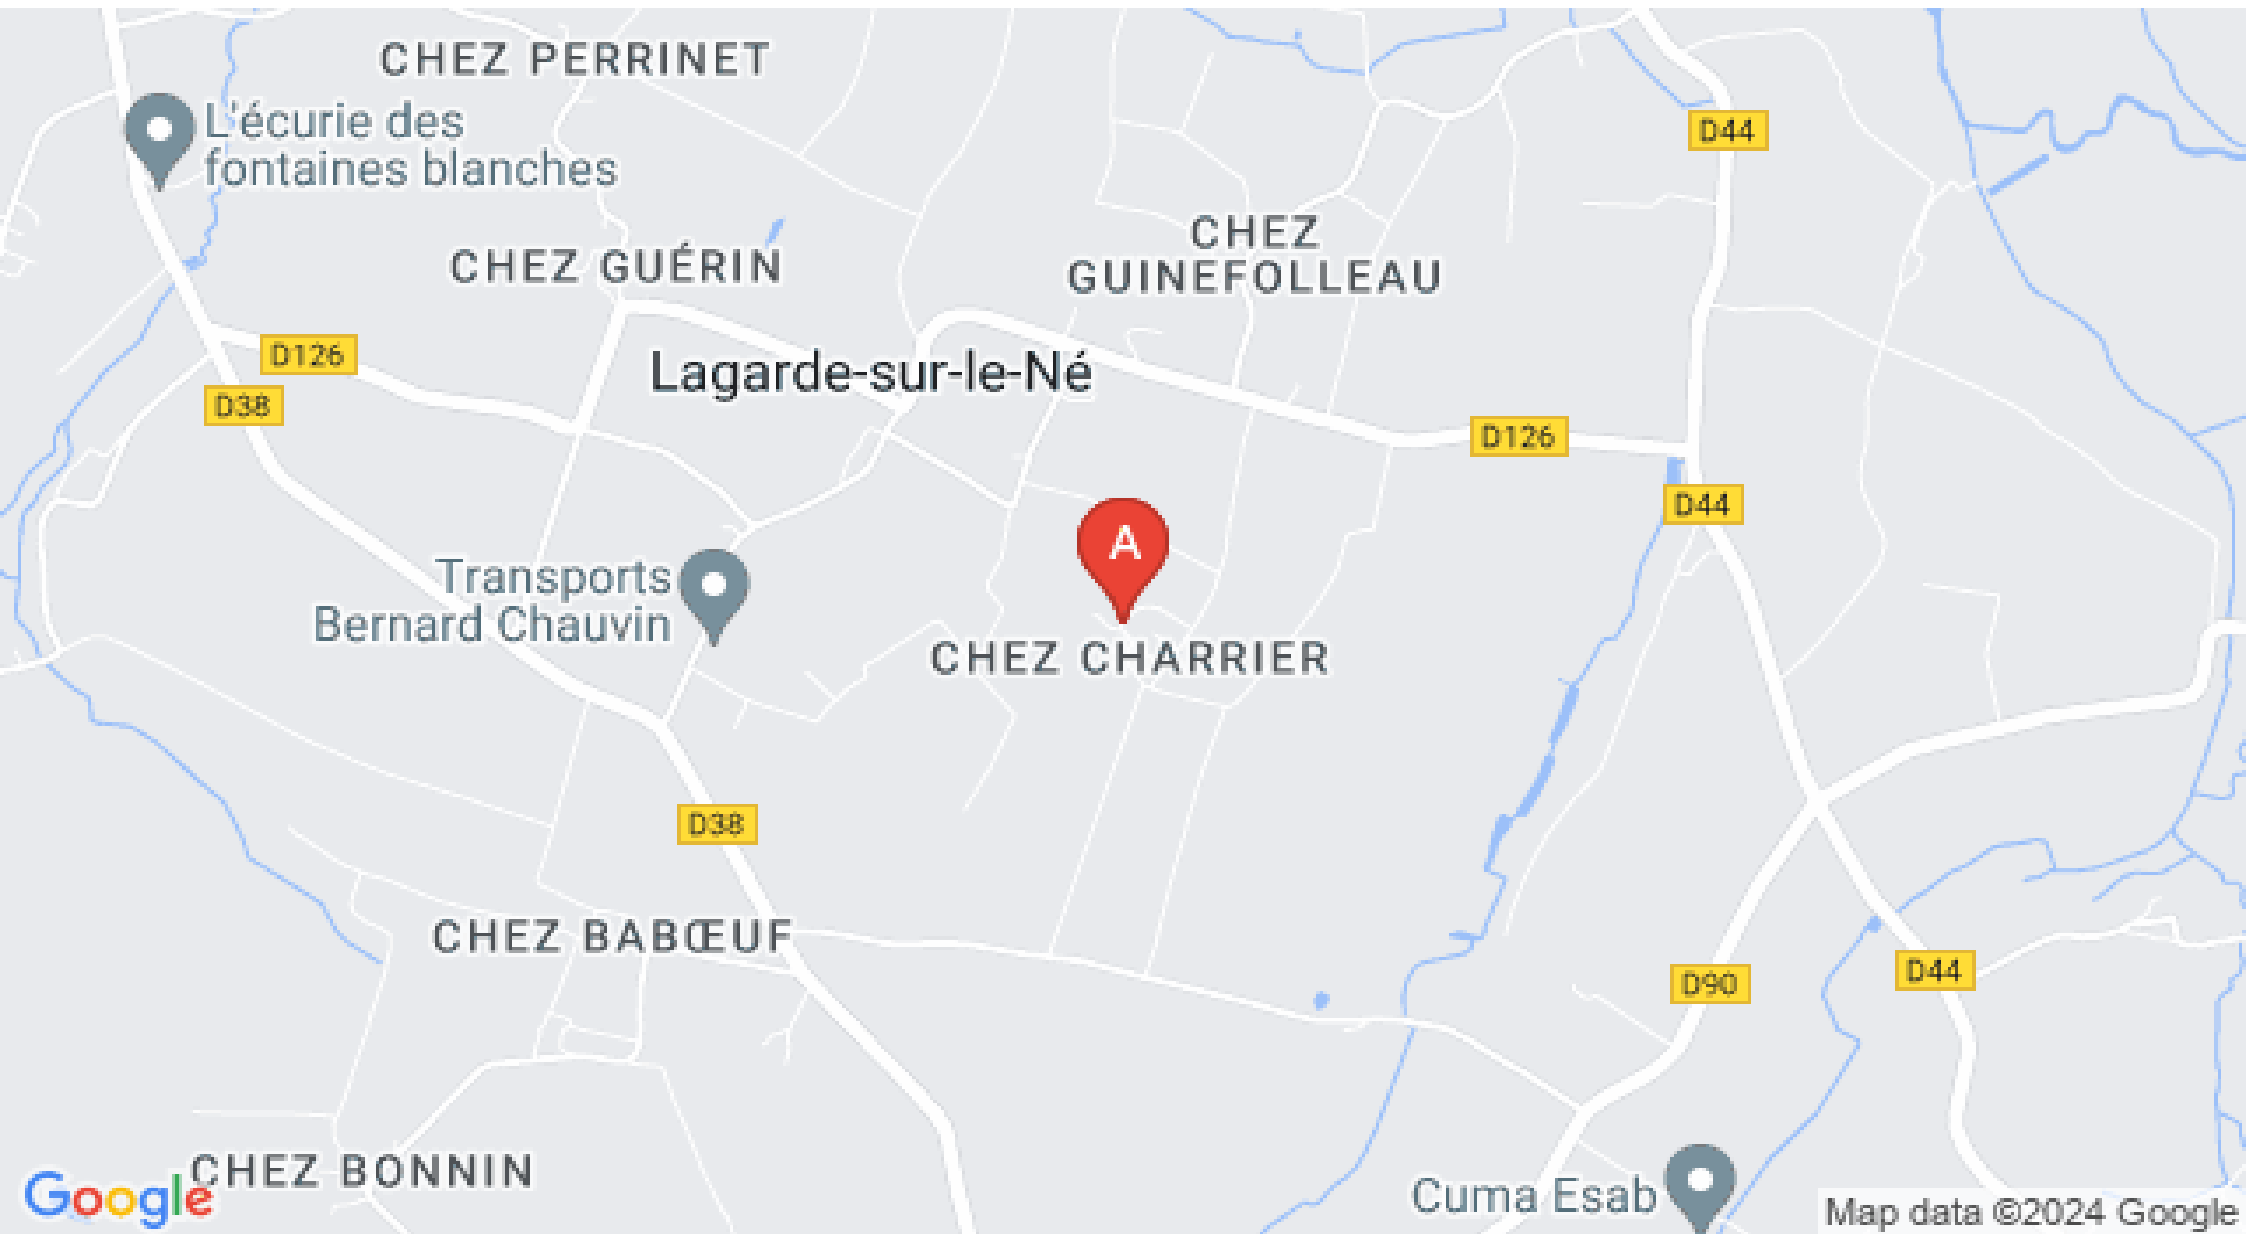 CHEZ PERRINET
L'écurie des
fontaines blanches
D44
CHEZ GUÉRIN
CHEZ
GUINEFOLLEAU
D126
Lagarde-sur-le-Né
D38
D126
D44
A
Transports
Bernard Chauvin
CHEZ CHARRIER
D38
CHEZ BABŒUF
D90
D44
CHEZ BONNIN
Google
Cuma Esab
Map data ©2024 Google